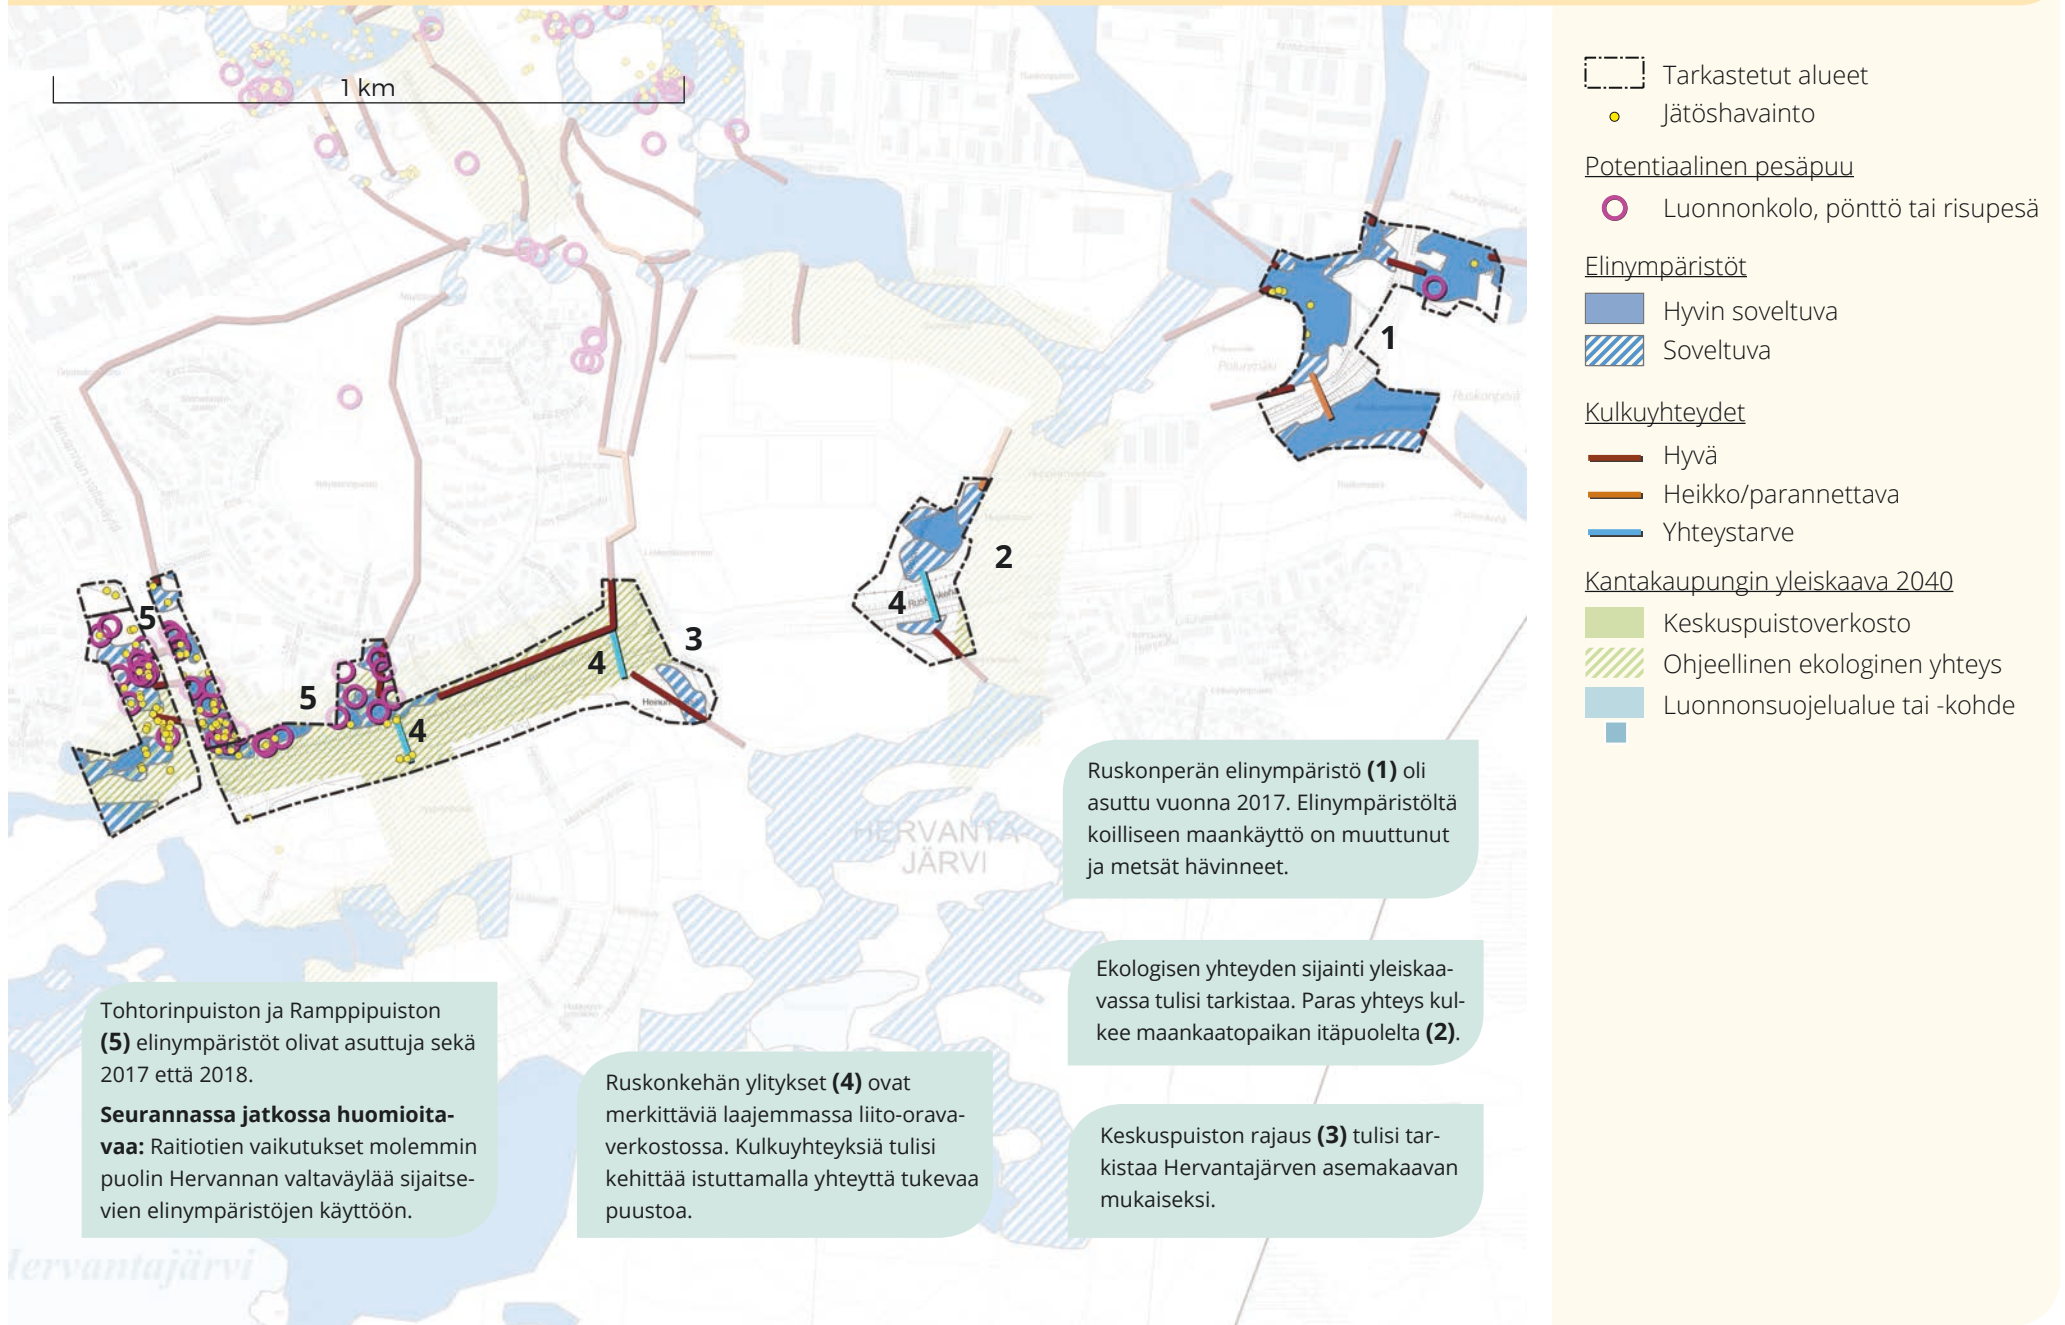 1 km
1
2
4
3
4
5
5
4
Polunmäki
Ruskonperä
HERVANTA
JÄRVI
Hervannan valtaväylä
Tarkastetut alueet
Jätöshavainto
Potentiaalinen pesäpuu
Luonnonkolo, pönttö tai risupesä
Elinympäristöt
Hyvin soveltuva
Soveltuva
Kulkuyhteydet
Hyvä
Heikko/parannettava
Yhteystarve
Kantakaupungin yleiskaava 2040
Keskuspuistoverkosto
Ohjeellinen ekologinen yhteys
Luonnonsuojelualue tai -kohde
Ruskonperän elinympäristö (1) oli
asuttu vuonna 2017. Elinympäristöltä
koilliseen maankäyttö on muuttunut
ja metsät hävinneet.
Ekologisen yhteyden sijainti yleiskaa-
vassa tulisi tarkistaa. Paras yhteys kul-
kee maankaatopaikan itäpuolelta (2).
Keskuspuiston rajaus (3) tulisi tar-
kistaa Hervantajärven asemakaavan
mukaiseksi.
Ruskonkehän ylitykset (4) ovat
merkittäviä laajemmassa liito-orava-
verkostossa. Kulkuyhteyksiä tulisi
kehittää istuttamalla yhteyttä tukevaa
puustoa.
Tohtorinpuiston ja Ramppipuiston
(5) elinympäristöt olivat asuttuja sekä
2017 että 2018.
Seurannassa jatkossa huomioita-
vaa: Raitiotien vaikutukset molemmin
puolin Hervannan valtaväylää sijaitse-
vien elinympäristöjen käyttöön.
lervantajärvi